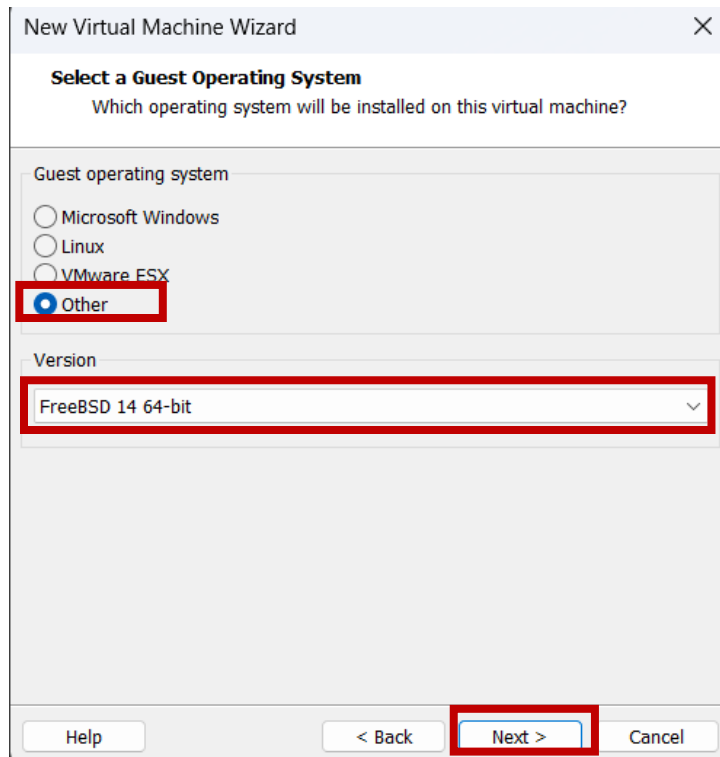 New Virtual Machine Wizard
Select a Guest Operating System
Which operating system will be installed on this virtual machine?
Guest operating system
Microsoft Windows
Linux
VMware ESX
Other
Version
FreeBSD 14 64-bit
Help < Back Next > Cancel